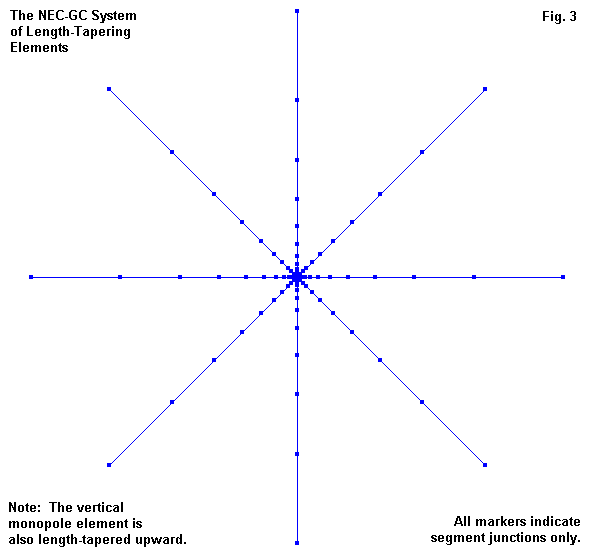 The NEC-GC System
of Length-Tapering
Elements
Fig. 3
Note:  The vertical
monopole element is
also length-tapered upward.
All markers indicate
segment junctions only.